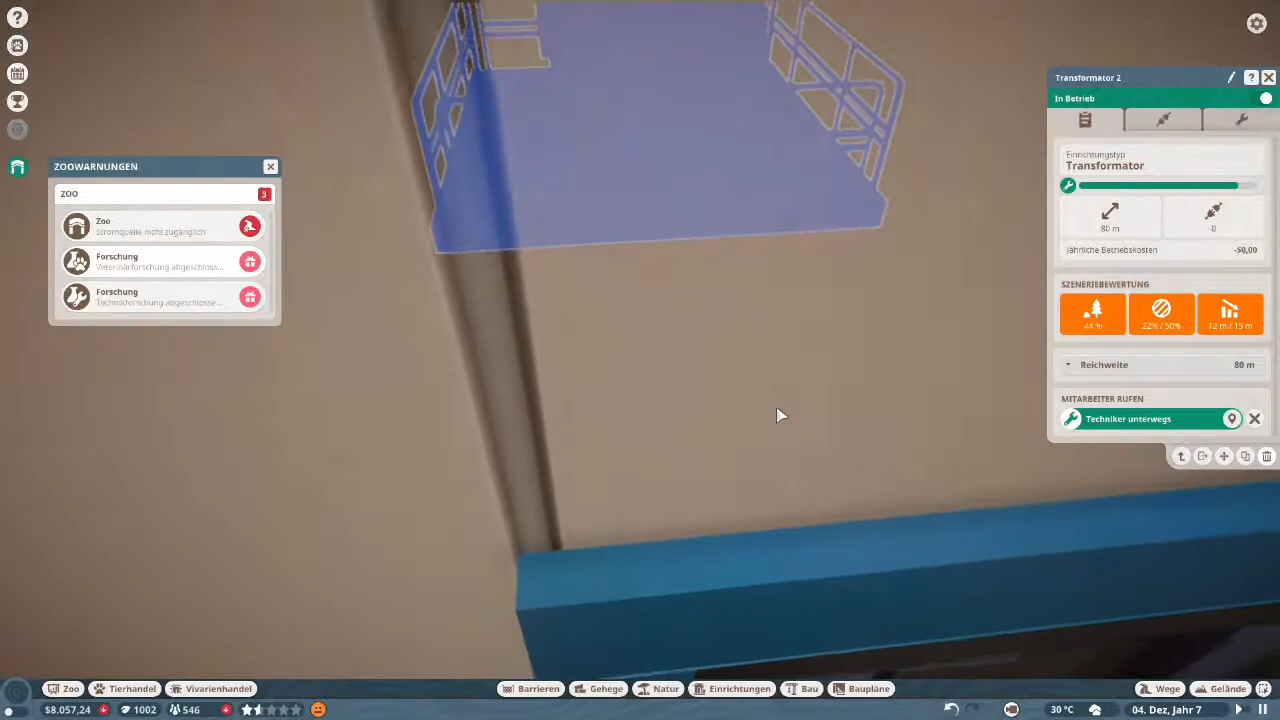 Transformator 2
In Betrieb
ZOOWARNUNGEN
ZOO
3
Zoo
Stromquelle nicht zugänglich
Forschung
Veterinärforschung abgeschloss...
Forschung
Technikforschung abgeschlosse...
Einrichtungstyp
Transformator
80 m
0
Jährliche Betriebskosten
-50,00
SZENERIEBEWERTUNG
44 %
22% / 50%
12 m / 15 m
Reichweite
80 m
MITARBEITER RUFEN
Techniker unterwegs
Zoo
Tierhandel
Vivarienhandel
Barrieren
Gehege
Natur
Einrichtungen
Bau
Baupläne
Wege
Gelände
$8.057,24
1002
546
30 °C
04. Dez, Jahr 7